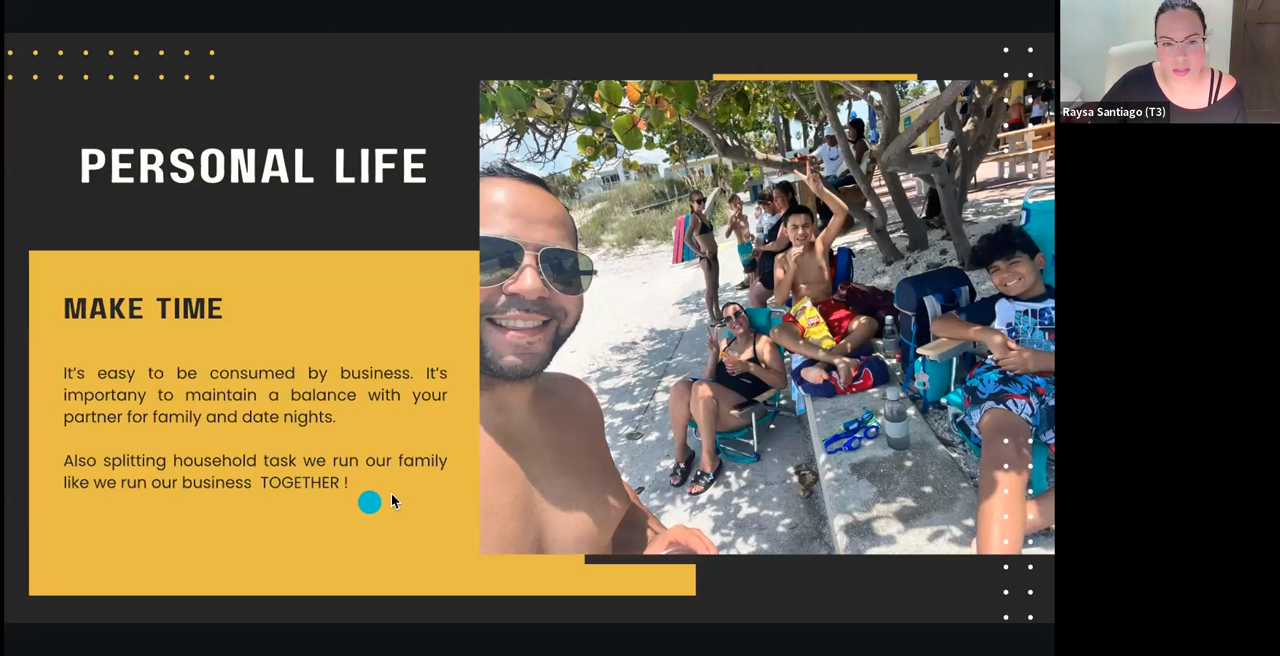 PERSONAL LIFE
MAKE TIME
It's easy to be consumed by business. It's
importany to maintain a balance with your
partner for family and date nights.
Also splitting household task we run our family
like we run our business TOGETHER !
Raysa Santiago (T3)